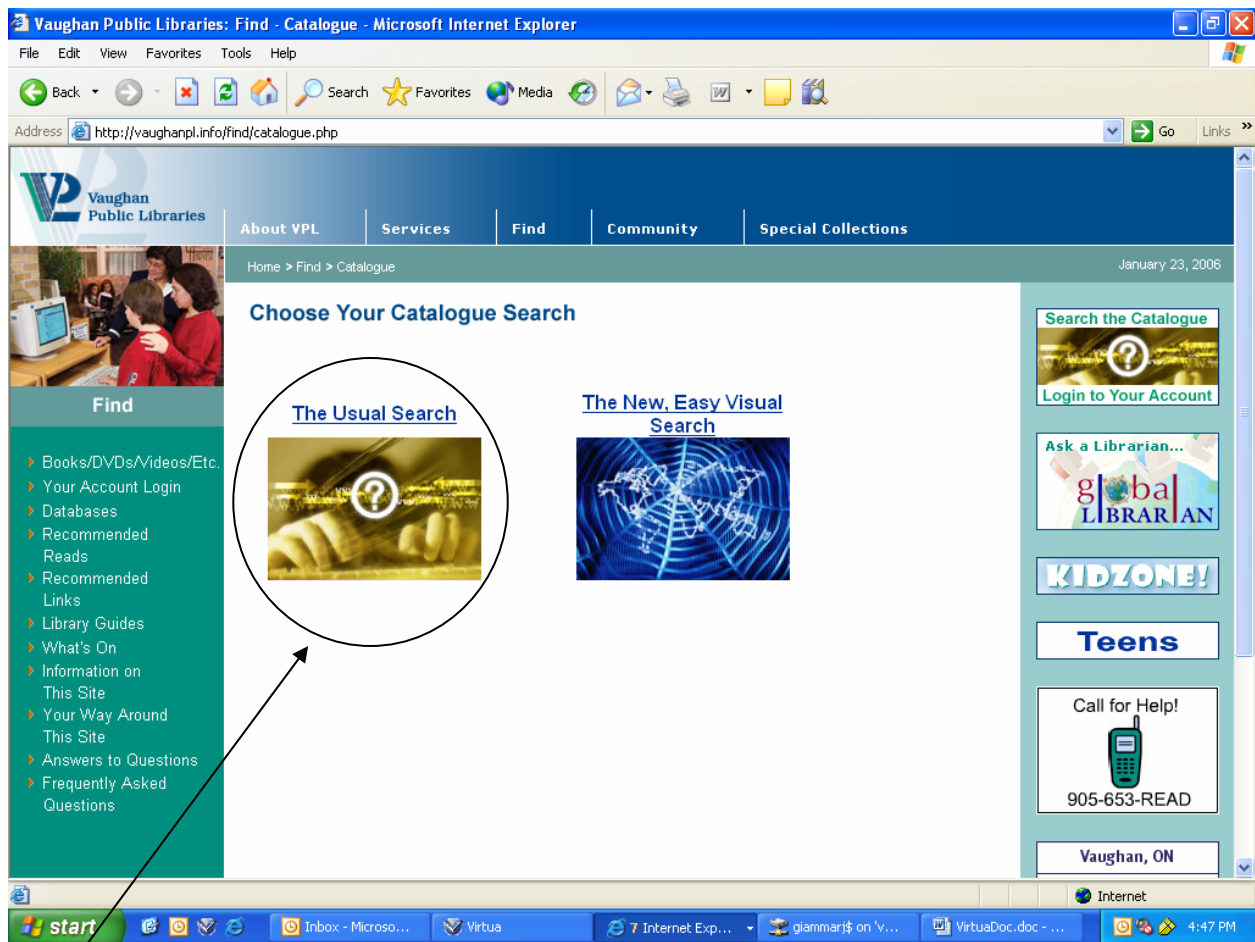 Vaughan Public Libraries: Find - Catalogue - Microsoft Internet Explorer
File Edit View Favorites Tools Help
Back Search Favorites Media
Address http://vaughanpl.info/find/catalogue.php Go Links »
VP
Vaughan
Public Libraries
About VPL Services Find Community Special Collections
Home > Find > Catalogue January 23, 2006
Find
Books/DVDs/Videos/Etc.
Your Account Login
Databases
Recommended
Reads
Recommended
Links
Library Guides
What's On
Information on
This Site
Your Way Around
This Site
Answers to Questions
Frequently Asked
Questions
Choose Your Catalogue Search
The Usual Search
?
The New, Easy Visual
Search
Search the Catalogue
?
Login to Your Account
Ask a Librarian...
global
LIBRARIAN
KIDZONE!
Teens
Call for Help!
905-653-READ
Vaughan, ON
Internet
start Inbox - Microso... Virtua 7 Internet Exp... giammarj$ on 'v... VirtuaDoc.doc - ... 4:47 PM